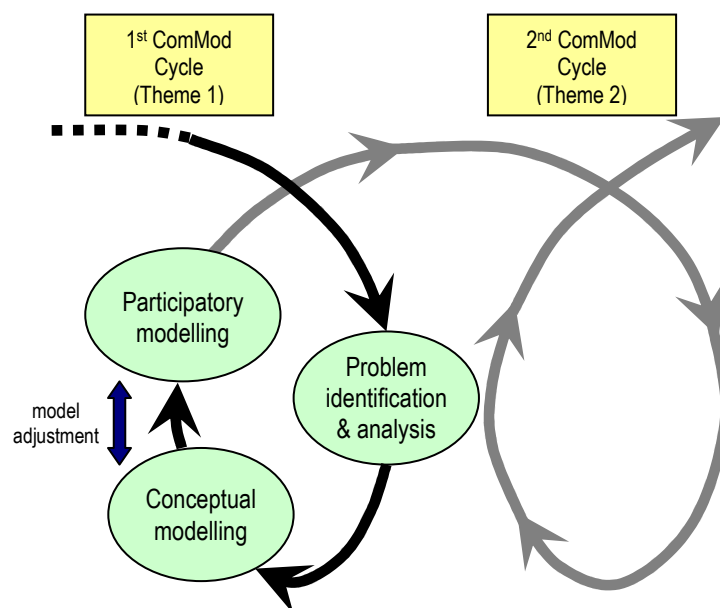 1st ComMod
Cycle
(Theme 1)
2nd ComMod
Cycle
(Theme 2)
Participatory
modelling
Problem
identification
& analysis
model
adjustment
Conceptual
modelling